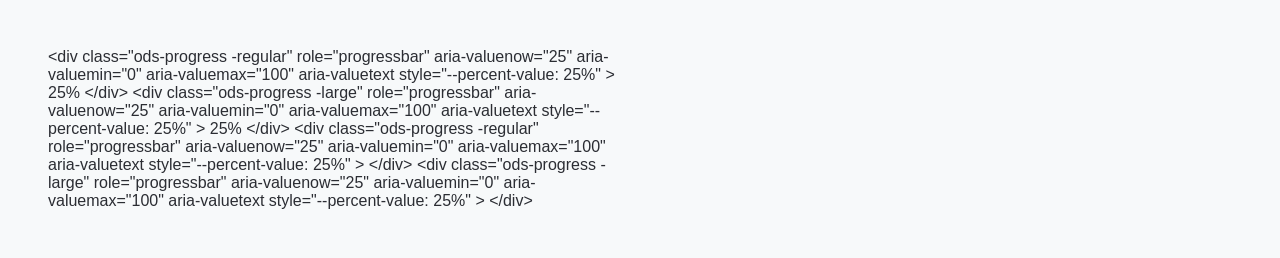 <div class="ods-progress -regular" role="progressbar" aria-valuenow="25" aria-
valuemin="0" aria-valuemax="100" aria-valuetext style="--percent-value: 25%" >
25% </div> <div class="ods-progress -large" role="progressbar" aria-
valuenow="25" aria-valuemin="0" aria-valuemax="100" aria-valuetext style="--
percent-value: 25%" > 25% </div> <div class="ods-progress -regular"
role="progressbar" aria-valuenow="25" aria-valuemin="0" aria-valuemax="100"
aria-valuetext style="--percent-value: 25%" > </div> <div class="ods-progress -
large" role="progressbar" aria-valuenow="25" aria-valuemin="0" aria-
valuemax="100" aria-valuetext style="--percent-value: 25%" > </div>